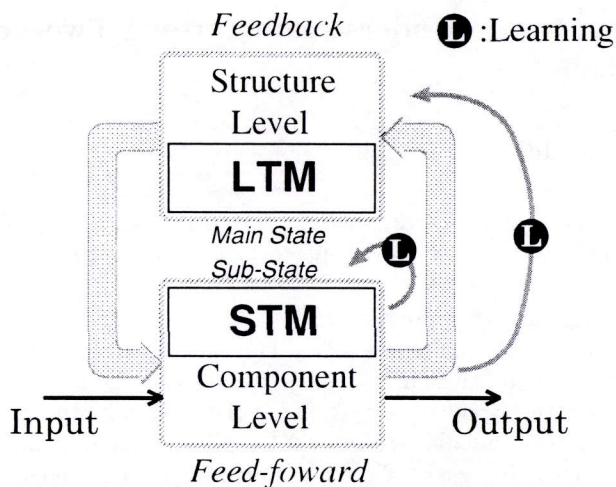 Feedback
L :Learning
Structure
Level
LTM
L
Main State
L
Sub-State
STM
Component
Level
Input
Output
Feed-foward